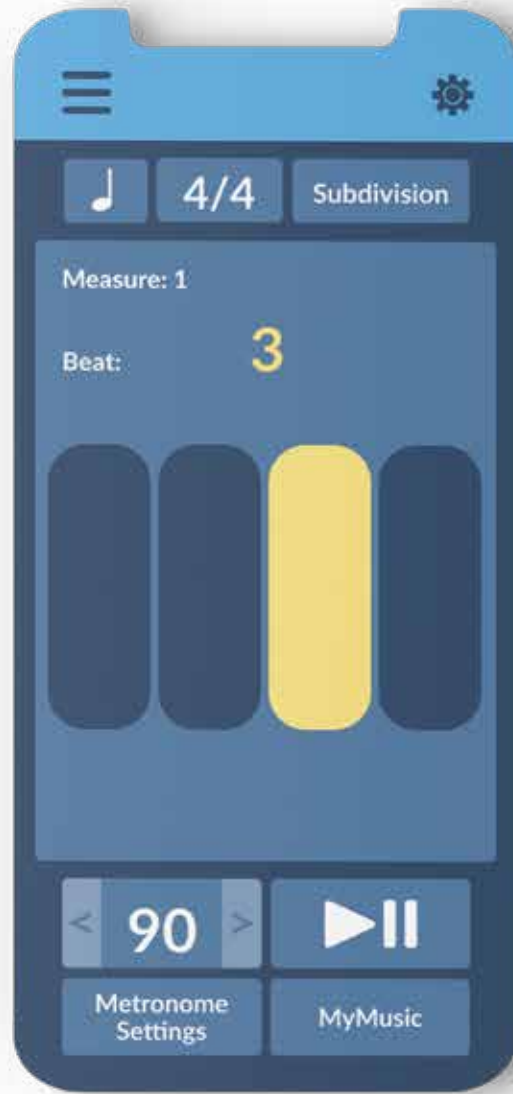 4/4
Subdivision
Measure: 1
Beat:
3
< 90 >
Metronome
Settings
MyMusic